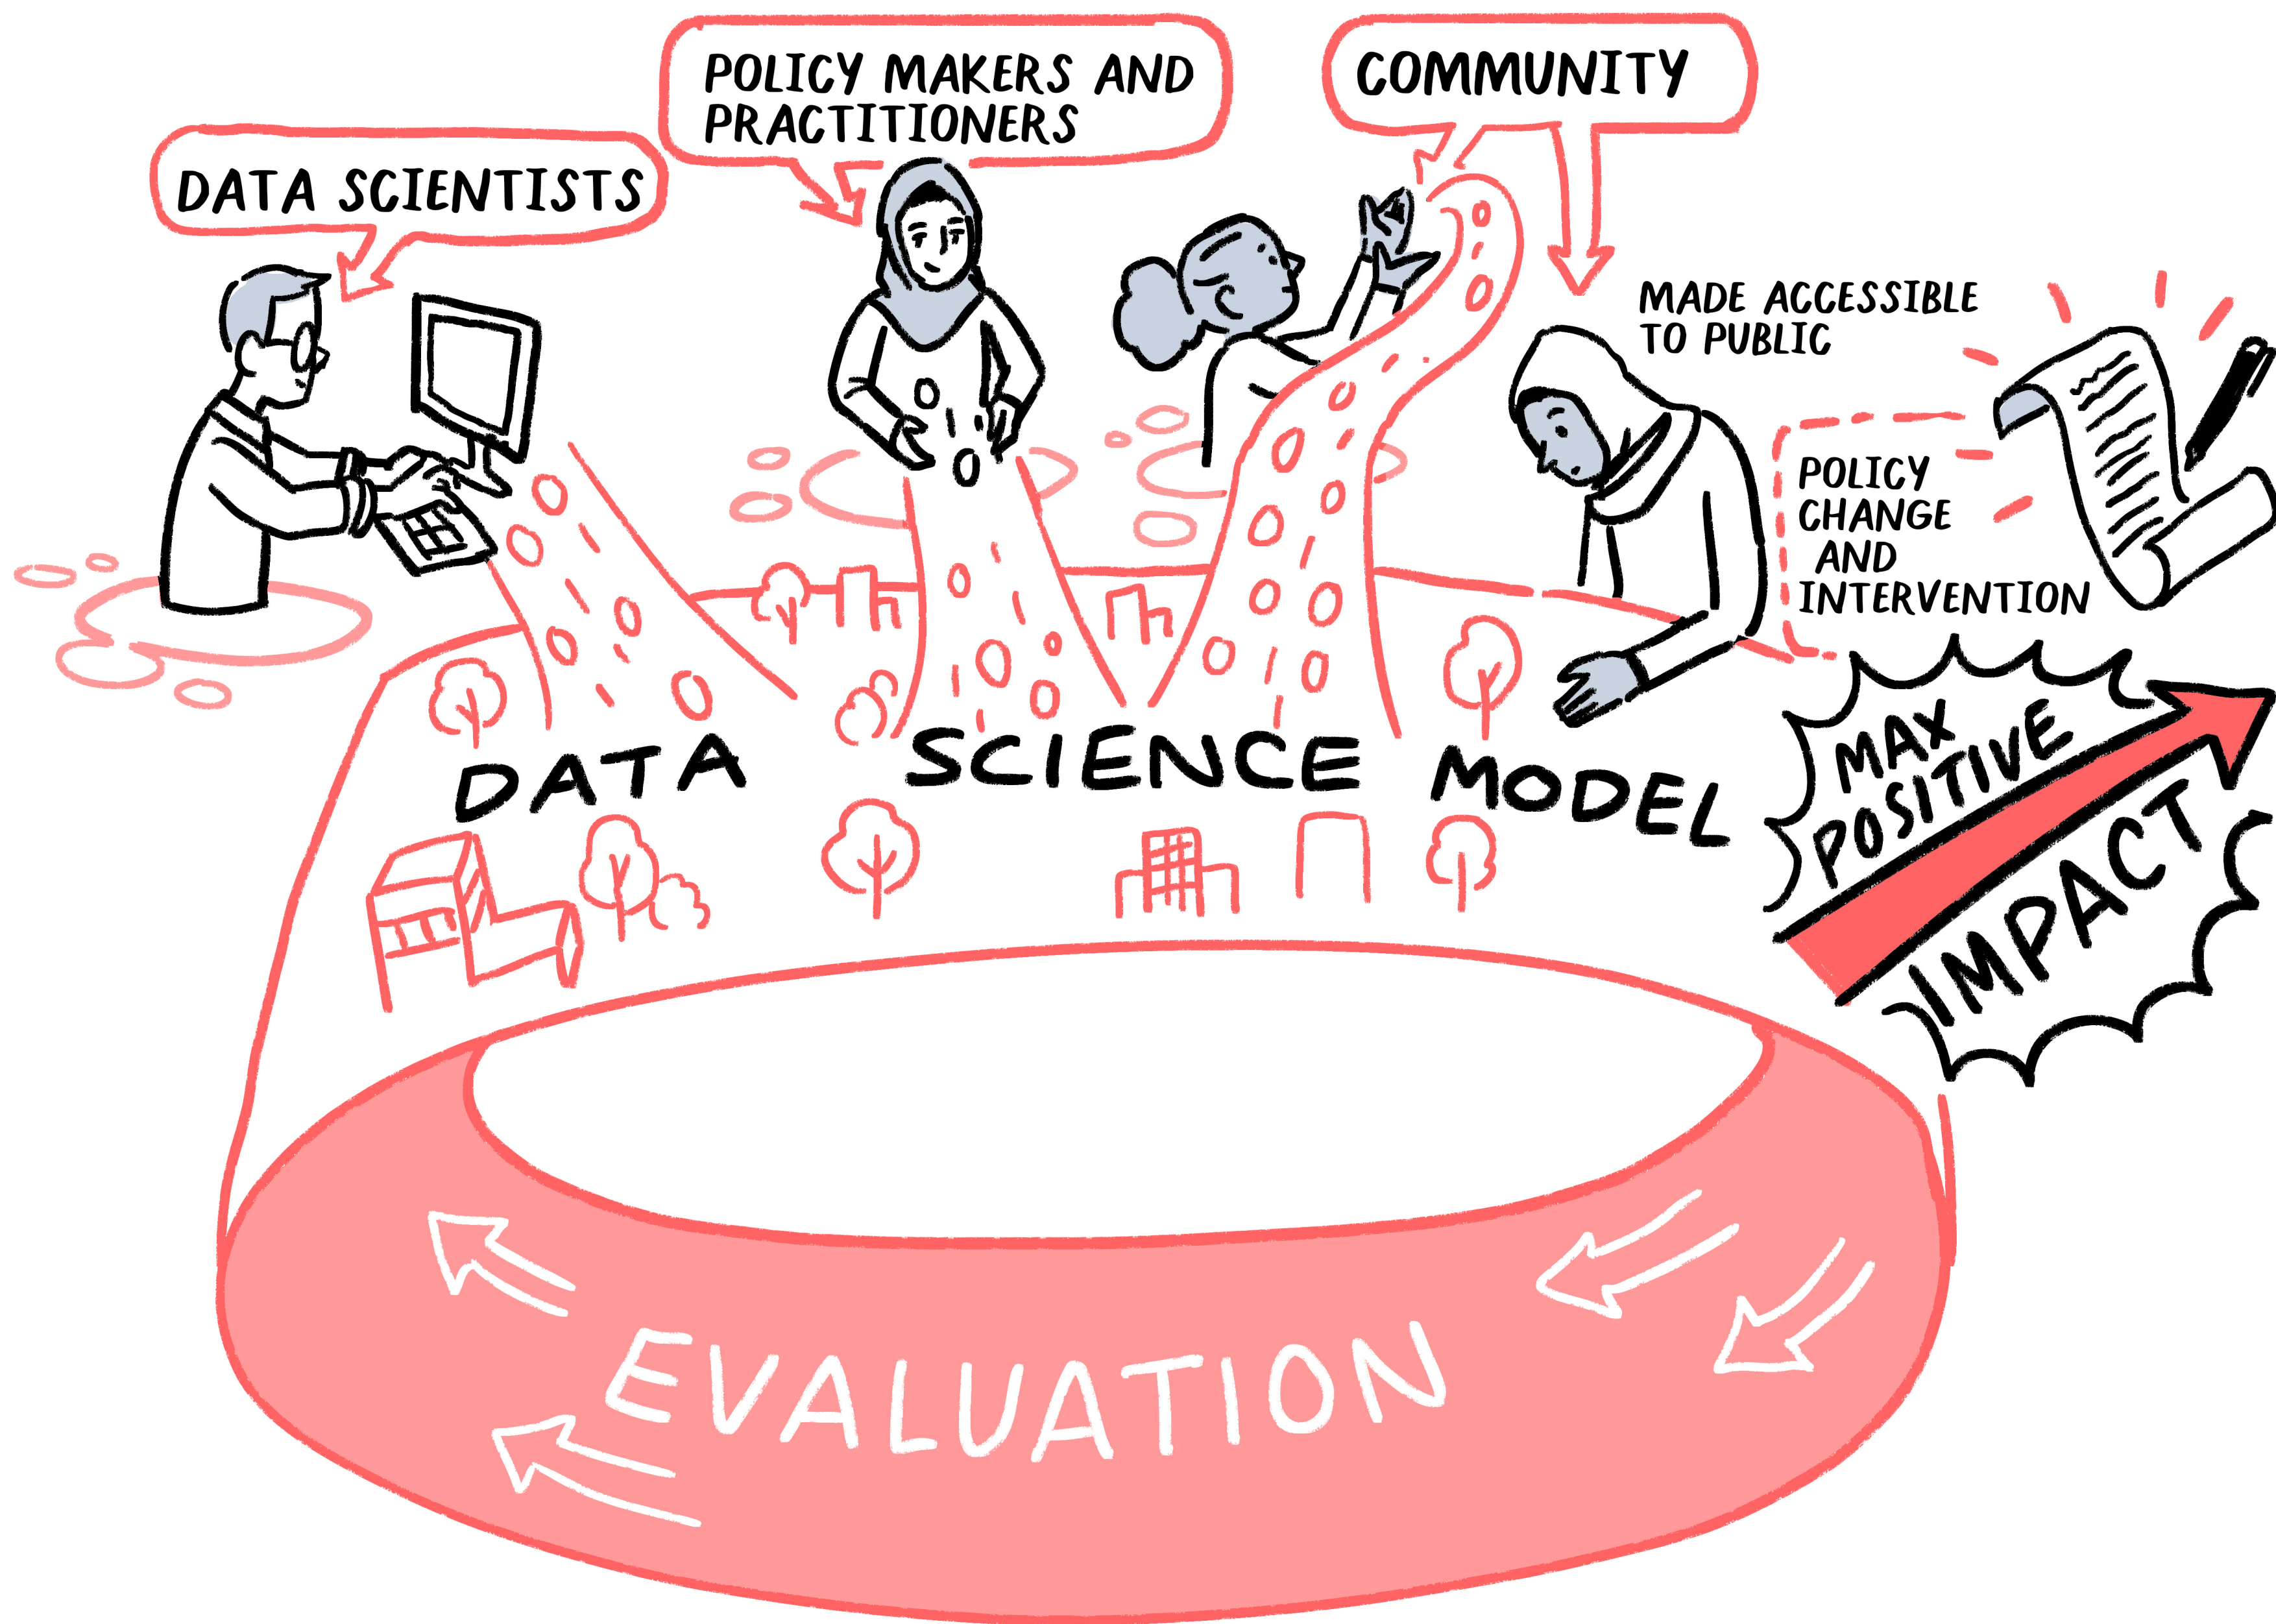 DATA SCIENTISTS
POLICY MAKERS AND
PRACTITIONERS
COMMUNITY
MADE ACCESSIBLE
TO PUBLIC
POLICY
CHANGE
AND
INTERVENTION
DATA SCIENCE MODEL
MAX
POSITIVE
IMPACT
EVALUATION